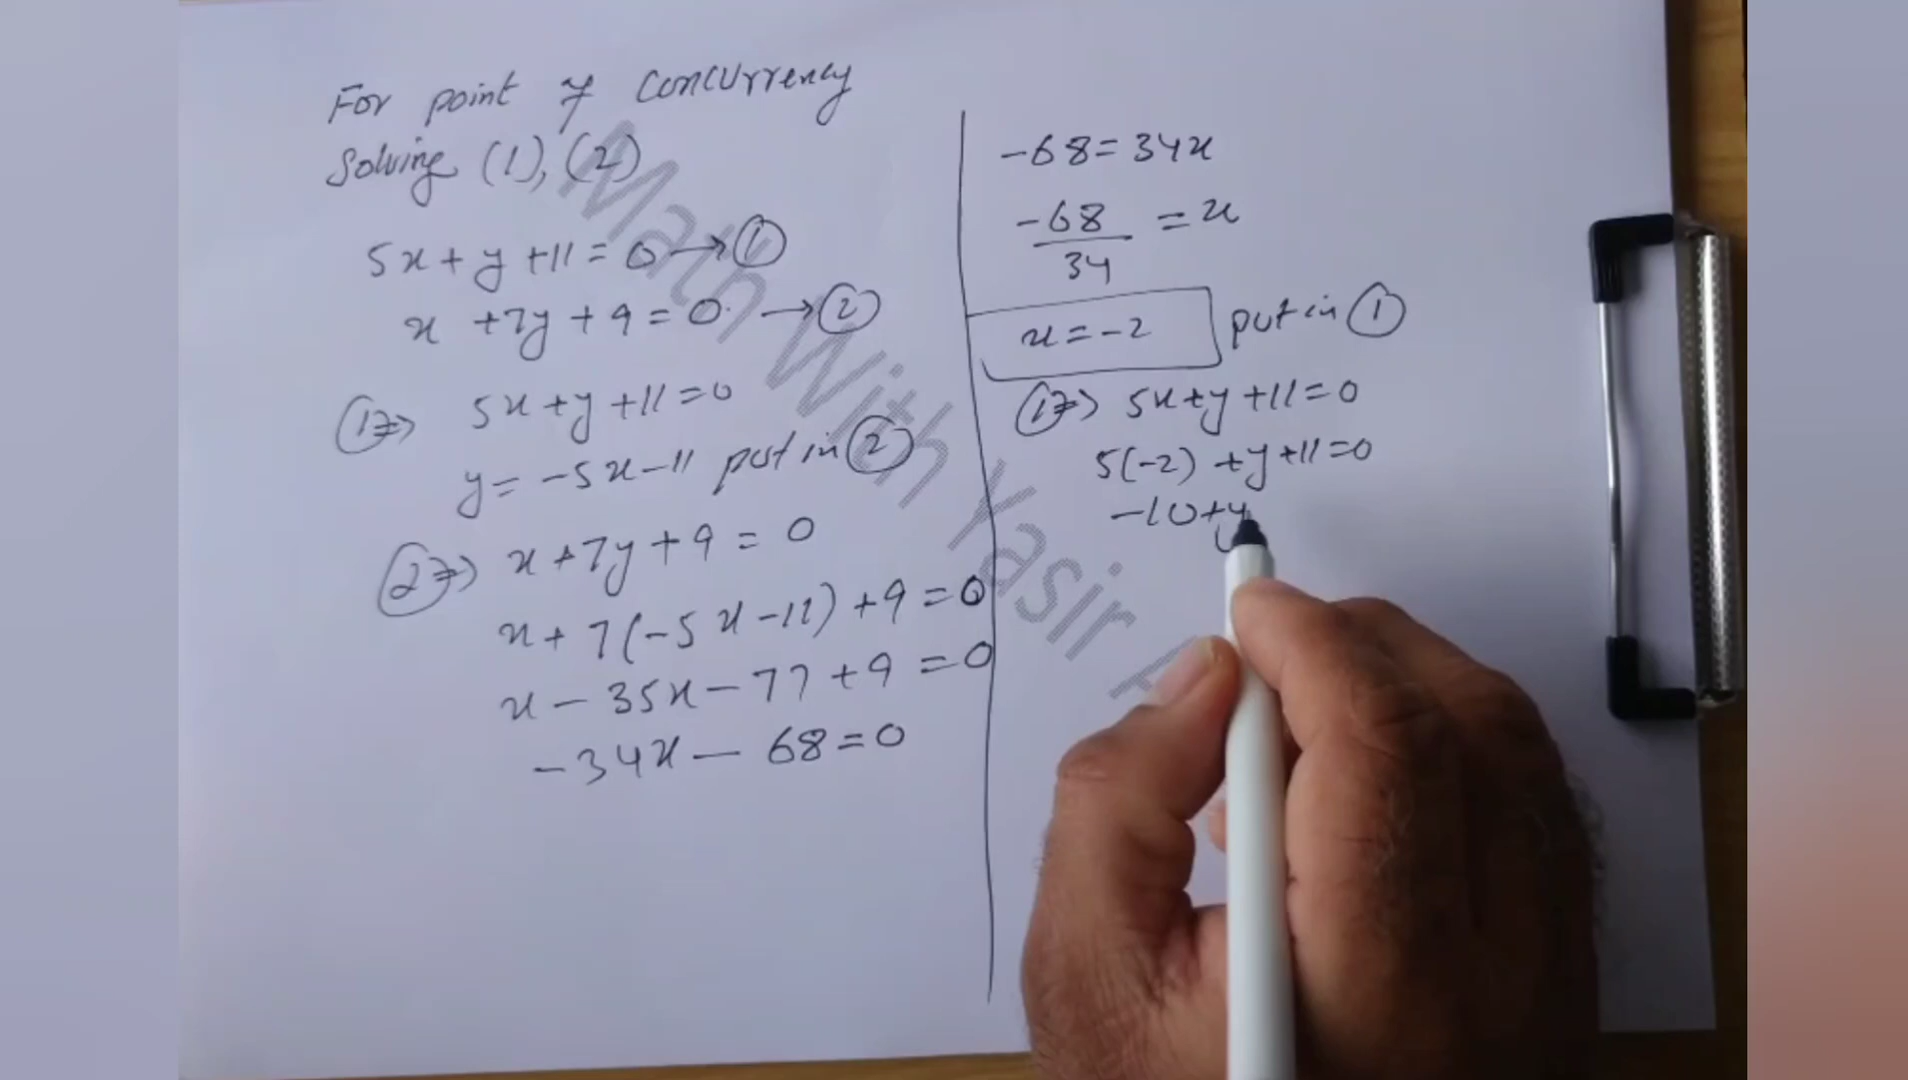 For point of concurrency
Solving (1), (2)
5x + y + 11 = 0 → ①
x + 7y + 9 = 0 → ②
① ⇒ 5x + y + 11 = 0
y = -5x - 11 put in ②
② ⇒ x + 7y + 9 = 0
x + 7(-5x - 11) + 9 = 0
x - 35x - 77 + 9 = 0
-34x - 68 = 0
-68 = 34x
-68/34 = x
x = -2 put in ①
① ⇒ 5x + y + 11 = 0
5(-2) + y + 11 = 0
-10 + y
Math With Yasir